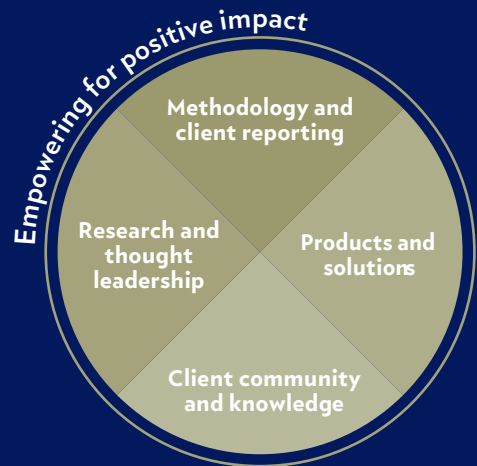 Empowering for positive impact
Methodology and
client reporting
Research and
thought
leadership
Products and
solutions
Client community
and knowledge